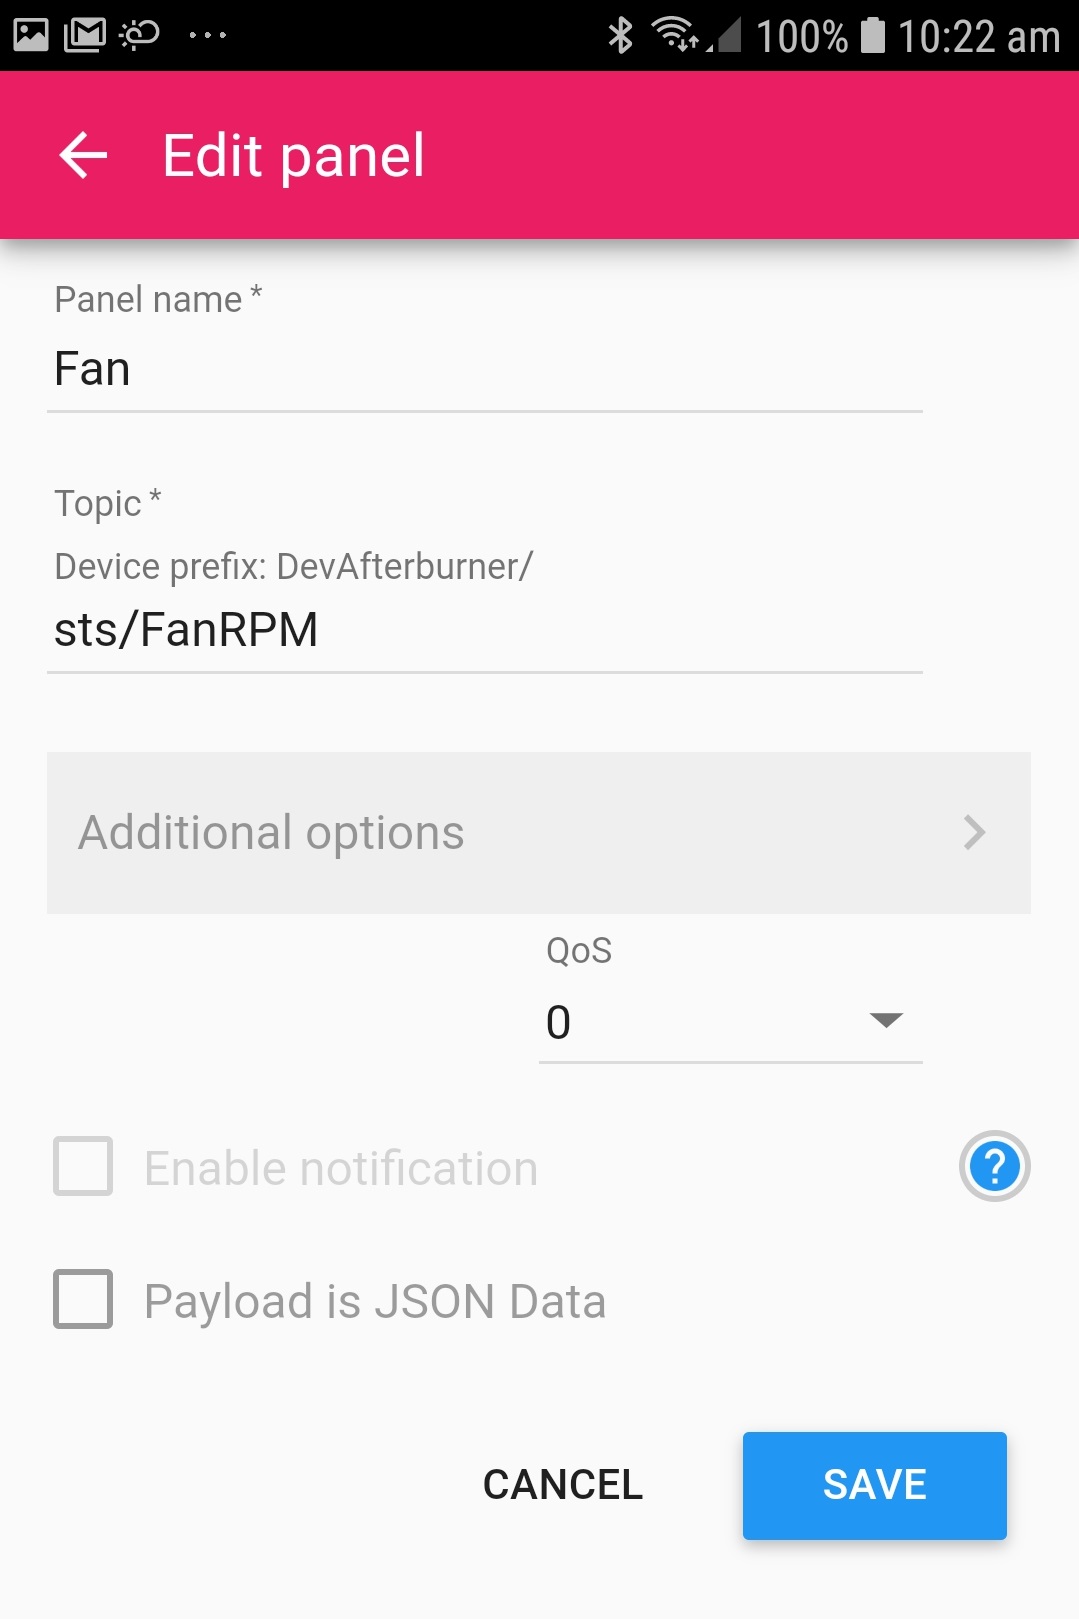 100% 10:22 am
Edit panel
Panel name *
Fan
Topic *
Device prefix: DevAfterburner/
sts/FanRPM
Additional options
QoS
0
Enable notification
?
Payload is JSON Data
CANCEL SAVE